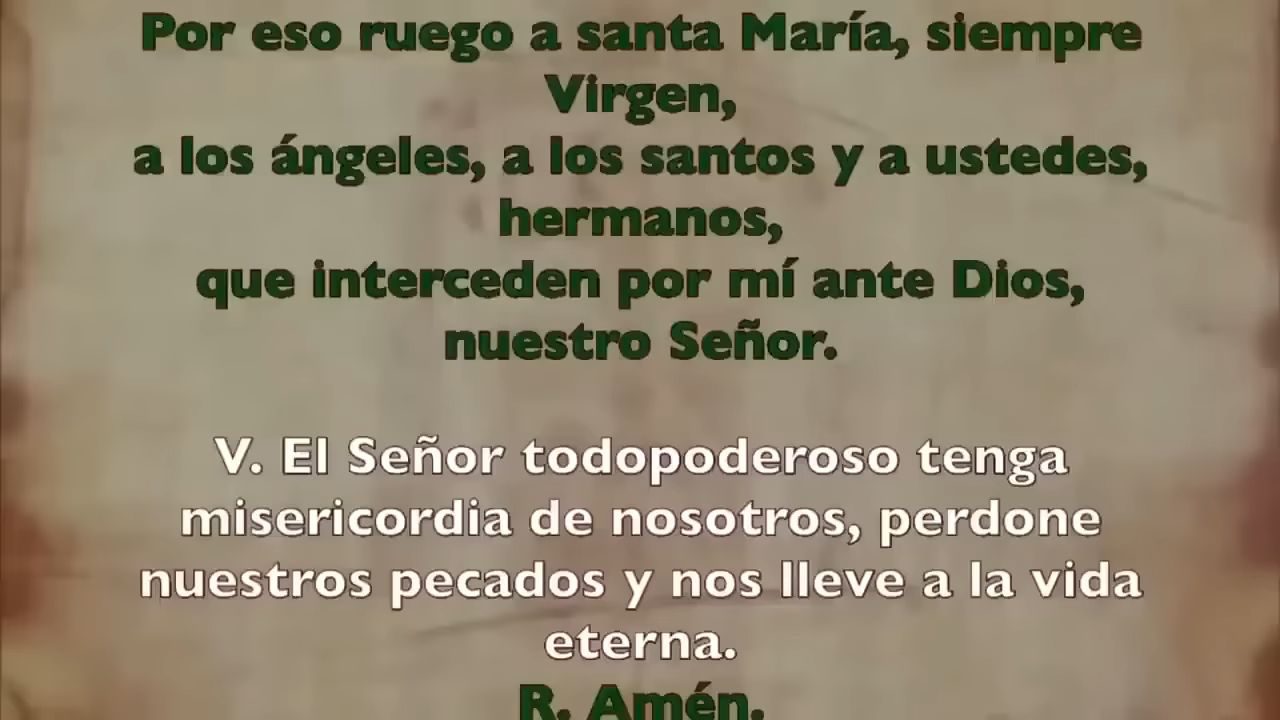 Por eso ruego a santa María, siempre
Virgen,
a los ángeles, a los santos y a ustedes,
hermanos,
que interceden por mí ante Dios,
nuestro Señor.
V. El Señor todopoderoso tenga
misericordia de nosotros, perdone
nuestros pecados y nos lleve a la vida
eterna.
R. Amén.